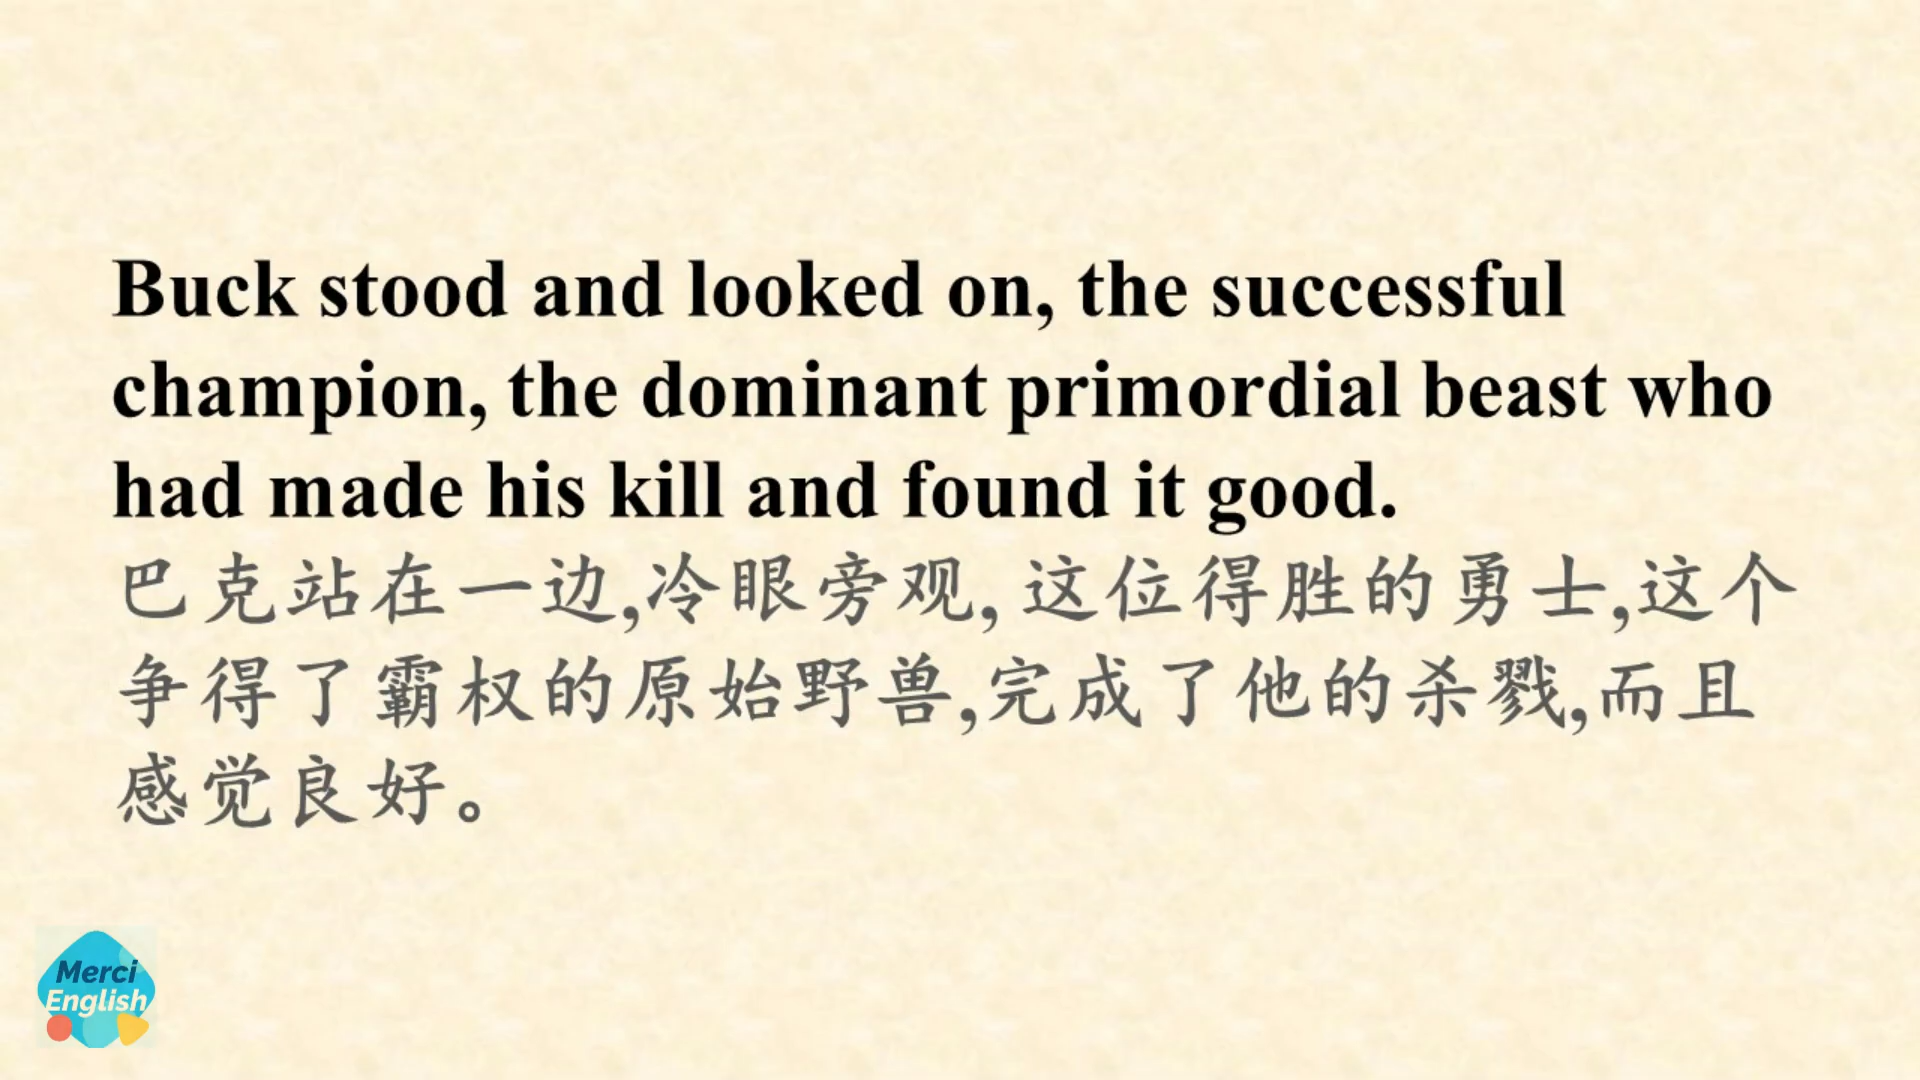 Buck stood and looked on, the successful
champion, the dominant primordial beast who
had made his kill and found it good.
巴克站在一边,冷眼旁观, 这位得胜的勇士,这个
争得了霸权的原始野兽,完成了他的杀戮,而且
感觉良好。
Merci
English